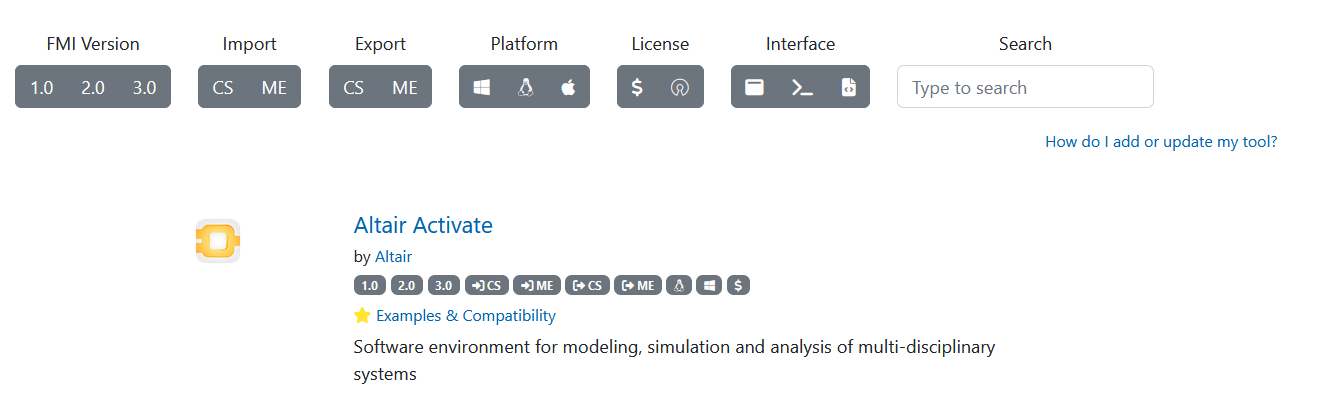 FMI Version Import Export Platform License Interface Search
1.0 2.0 3.0 CS ME CS ME $ Type to search
How do I add or update my tool?
Altair Activate
by Altair
1.0 2.0 3.0 CS ME CS ME $
Examples & Compatibility
Software environment for modeling, simulation and analysis of multi-disciplinary
systems